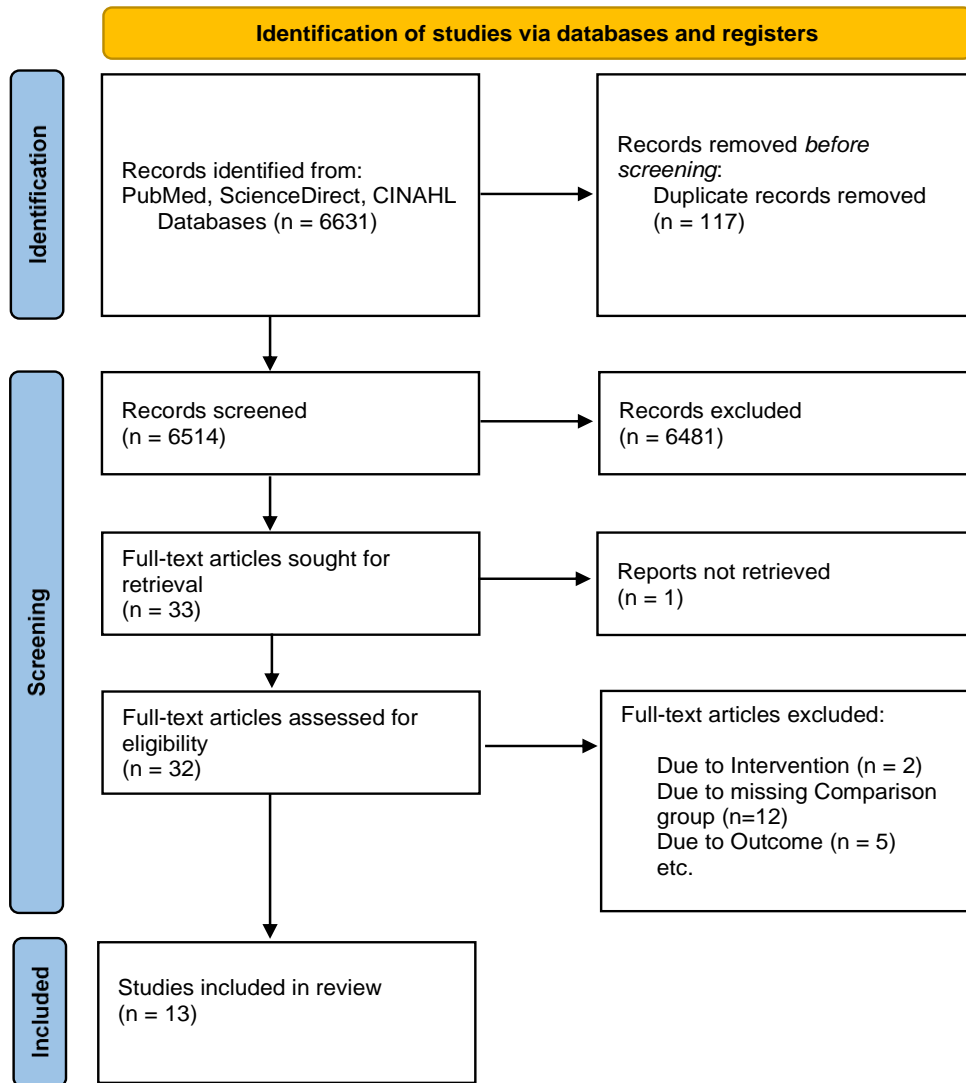 Identification of studies via databases and registers
Identification
Records identified from:
PubMed, ScienceDirect, CINAHL
Databases (n = 6631)
Records removed before
screening:
Duplicate records removed
(n = 117)
Screening
Records screened
(n = 6514)
Records excluded
(n = 6481)
Full-text articles sought for
retrieval
(n = 33)
Reports not retrieved
(n = 1)
Full-text articles assessed for
eligibility
(n = 32)
Full-text articles excluded:
Due to Intervention (n = 2)
Due to missing Comparison
group (n=12)
Due to Outcome (n = 5)
etc.
Included
Studies included in review
(n = 13)